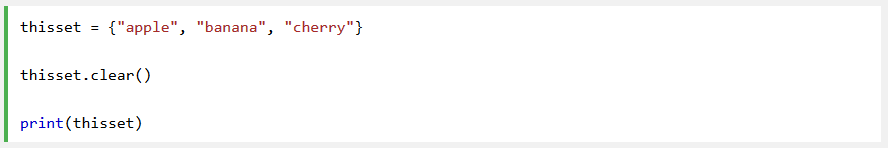 thisset = {"apple", "banana", "cherry"}
thisset.clear()
print(thisset)